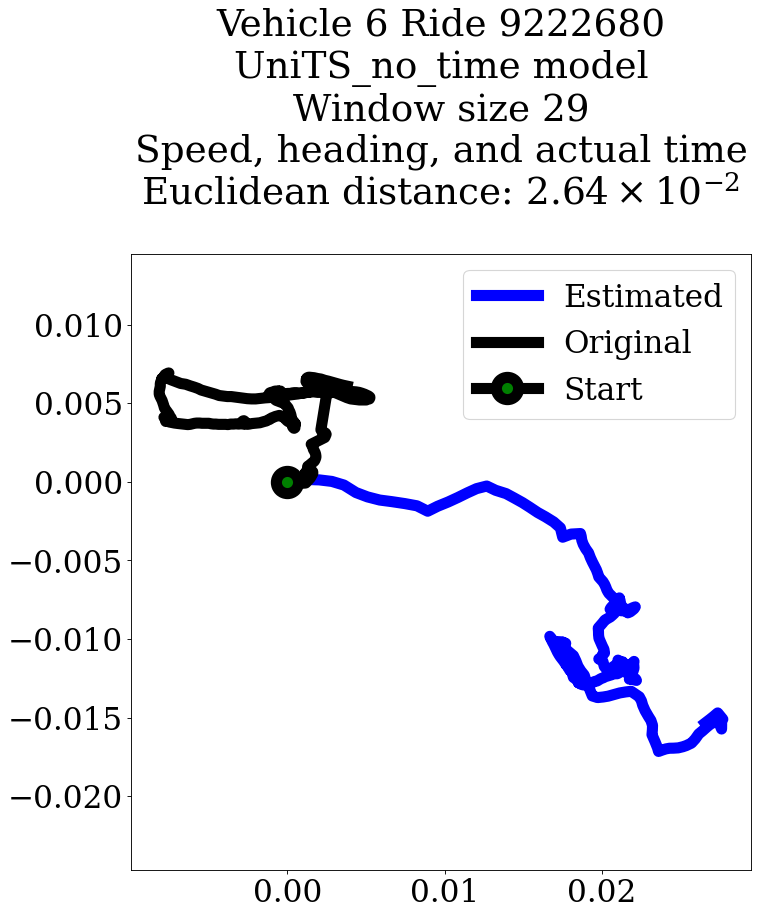 Vehicle 6 Ride 9222680
UniTS_no_time model
Window size 29
Speed, heading, and actual time
Euclidean distance: 2.64 × 10⁻²
Estimated
Original
Start
0.010
0.005
0.000
−0.005
−0.010
−0.015
−0.020
0.00 0.01 0.02